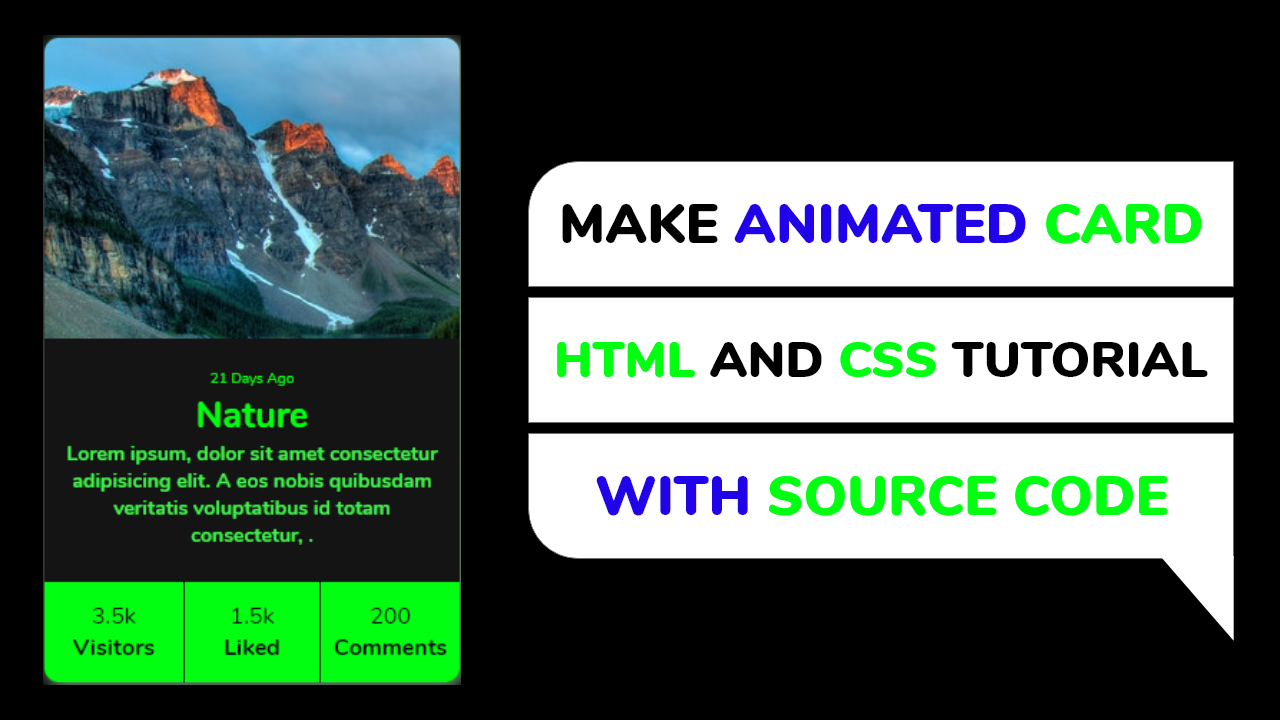 21 Days Ago
Nature
Lorem ipsum, dolor sit amet consectetur
adipisicing elit. A eos nobis quibusdam
veritatis voluptatibus id totam
consectetur, .
3.5k 1.5k 200
Visitors Liked Comments
MAKE ANIMATED CARD
HTML AND CSS TUTORIAL
WITH SOURCE CODE